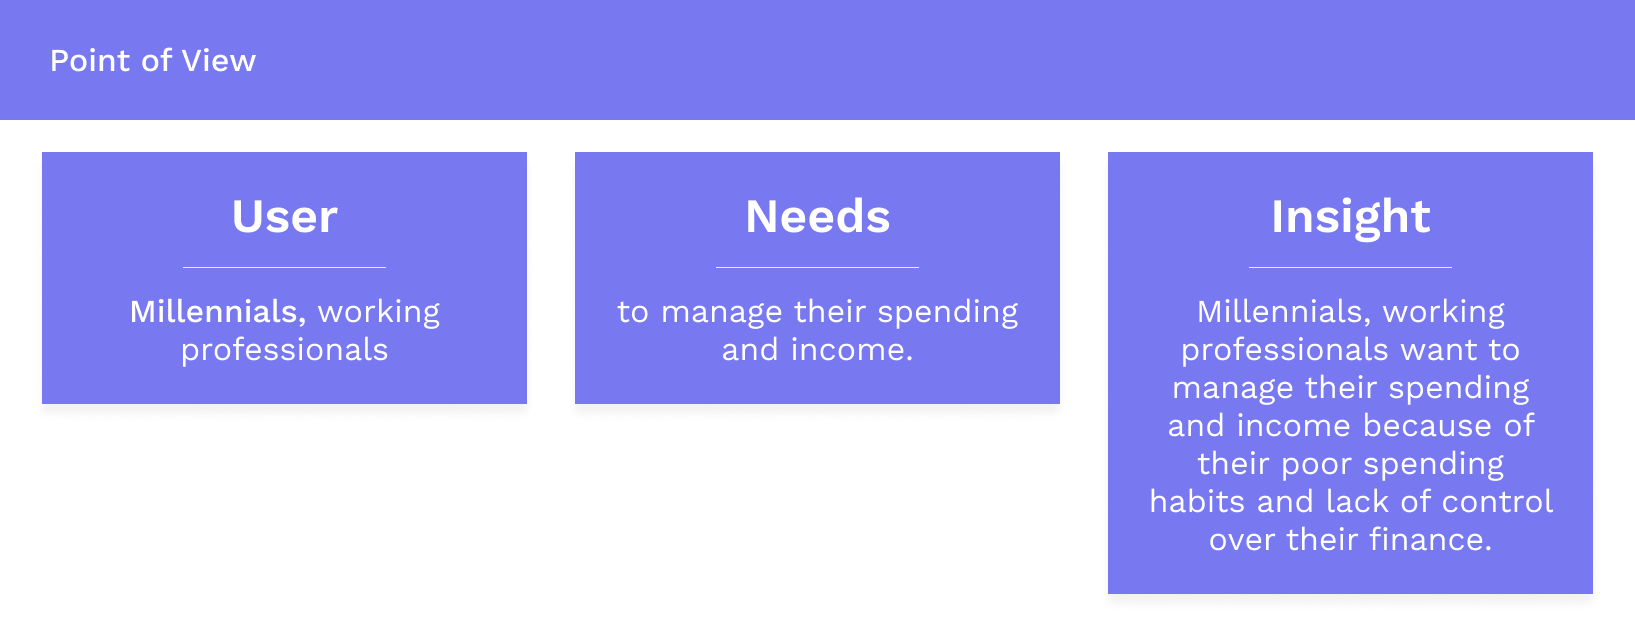 Point of View
User
Millennials, working
professionals
Needs
to manage their spending
and income.
Insight
Millennials, working
professionals want to
manage their spending
and income because of
their poor spending
habits and lack of control
over their finance.